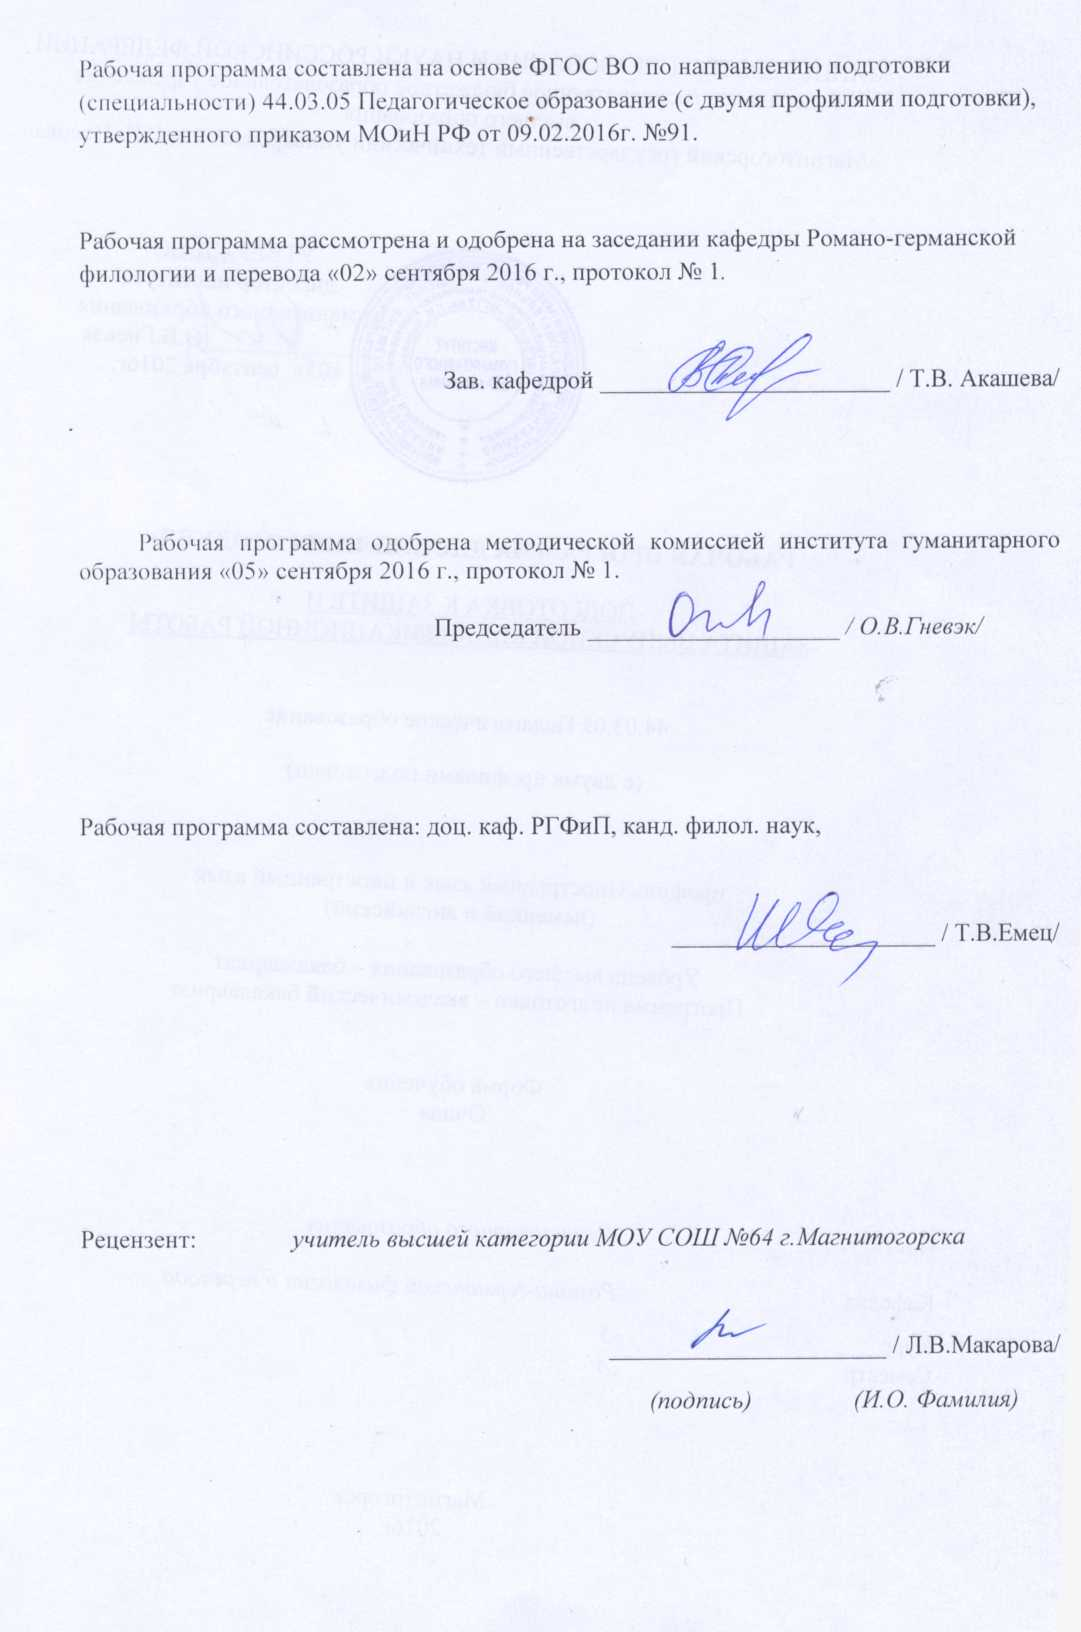 Рабочая программа составлена на основе ФГОС ВО по направлению подготовки
(специальности) 44.03.05 Педагогическое образование (с двумя профилями подготовки),
утвержденного приказом МОиН РФ от 09.02.2016г. №91.
Рабочая программа рассмотрена и одобрена на заседании кафедры Романо-германской
филологии и перевода «02» сентября 2016 г., протокол № 1.
Зав. кафедрой / Т.В. Акашева/
Рабочая программа одобрена методической комиссией института гуманитарного
образования «05» сентября 2016 г., протокол № 1.
Председатель / О.В.Гневэк/
Рабочая программа составлена: доц. каф. РГФиП, канд. филол. наук,
/ Т.В.Емец/
Рецензент: учитель высшей категории МОУ СОШ №64 г.Магнитогорска
/ Л.В.Макарова/
(подпись) (И.О. Фамилия)